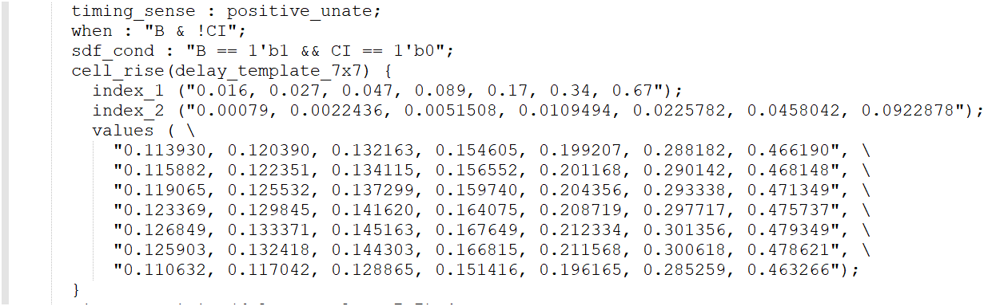 timing_sense : positive_unate;
when : "B & !CI";
sdf_cond : "B == 1'b1 && CI == 1'b0";
cell_rise(delay_template_7x7) {
index_1 ("0.016, 0.027, 0.047, 0.089, 0.17, 0.34, 0.67");
index_2 ("0.00079, 0.0022436, 0.0051508, 0.0109494, 0.0225782, 0.0458042, 0.0922878");
values ( \
"0.113930, 0.120390, 0.132163, 0.154605, 0.199207, 0.288182, 0.466190", \
"0.115882, 0.122351, 0.134115, 0.156552, 0.201168, 0.290142, 0.468148", \
"0.119065, 0.125532, 0.137299, 0.159740, 0.204356, 0.293338, 0.471349", \
"0.123369, 0.129845, 0.141620, 0.164075, 0.208719, 0.297717, 0.475737", \
"0.126849, 0.133371, 0.145163, 0.167649, 0.212334, 0.301356, 0.479349", \
"0.125903, 0.132418, 0.144303, 0.166815, 0.211568, 0.300618, 0.478621", \
"0.110632, 0.117042, 0.128865, 0.151416, 0.196165, 0.285259, 0.463266");
}